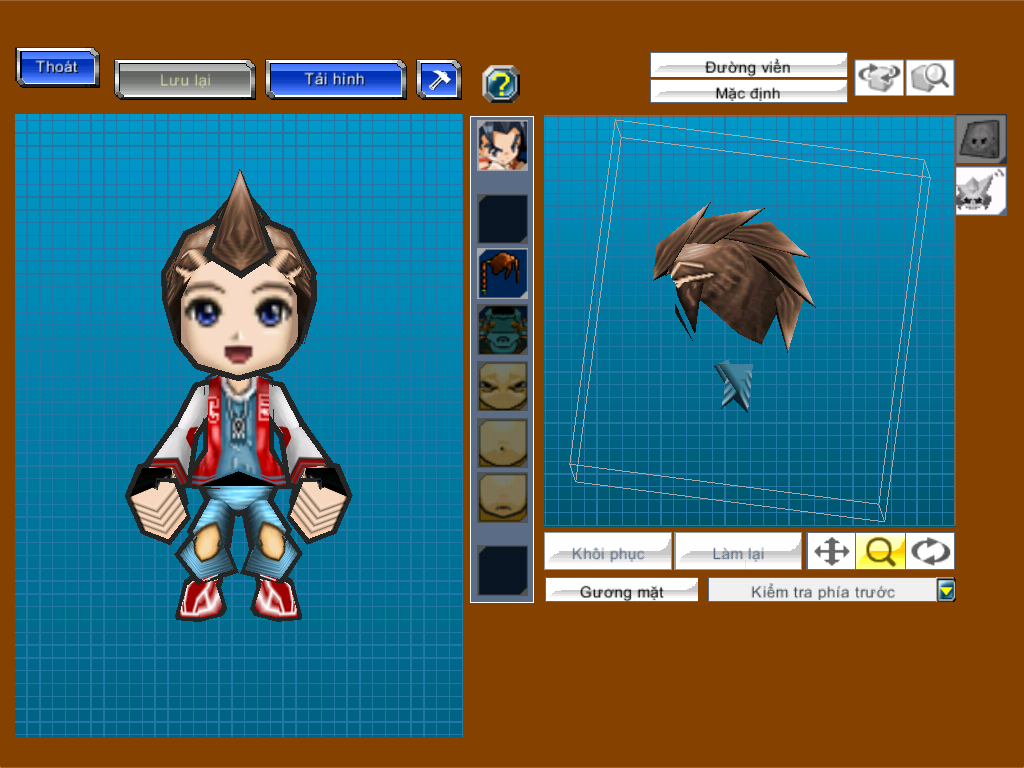 Thoát
Lưu lại
Tải hình
Đường viền
Mặc định
Khôi phục
Làm lại
Gương mặt
Kiểm tra phía trước